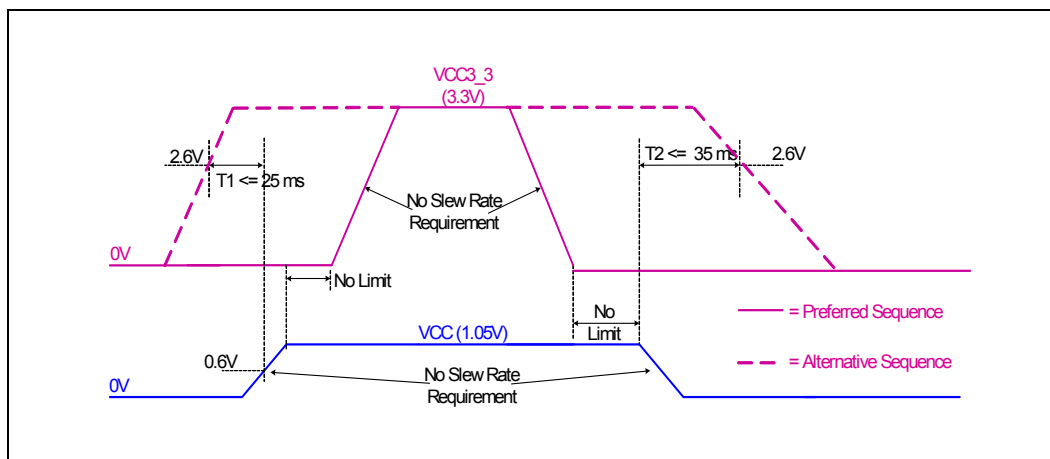 VCC3_3
(3.3V)
2.6V
T1 <= 25 ms
T2 <= 35 ms
2.6V
No Slew Rate
Requirement
0V
No Limit
No
Limit
= Preferred Sequence
VCC (1.05V)
0.6V
No Slew Rate
Requirement
= Alternative Sequence
0V